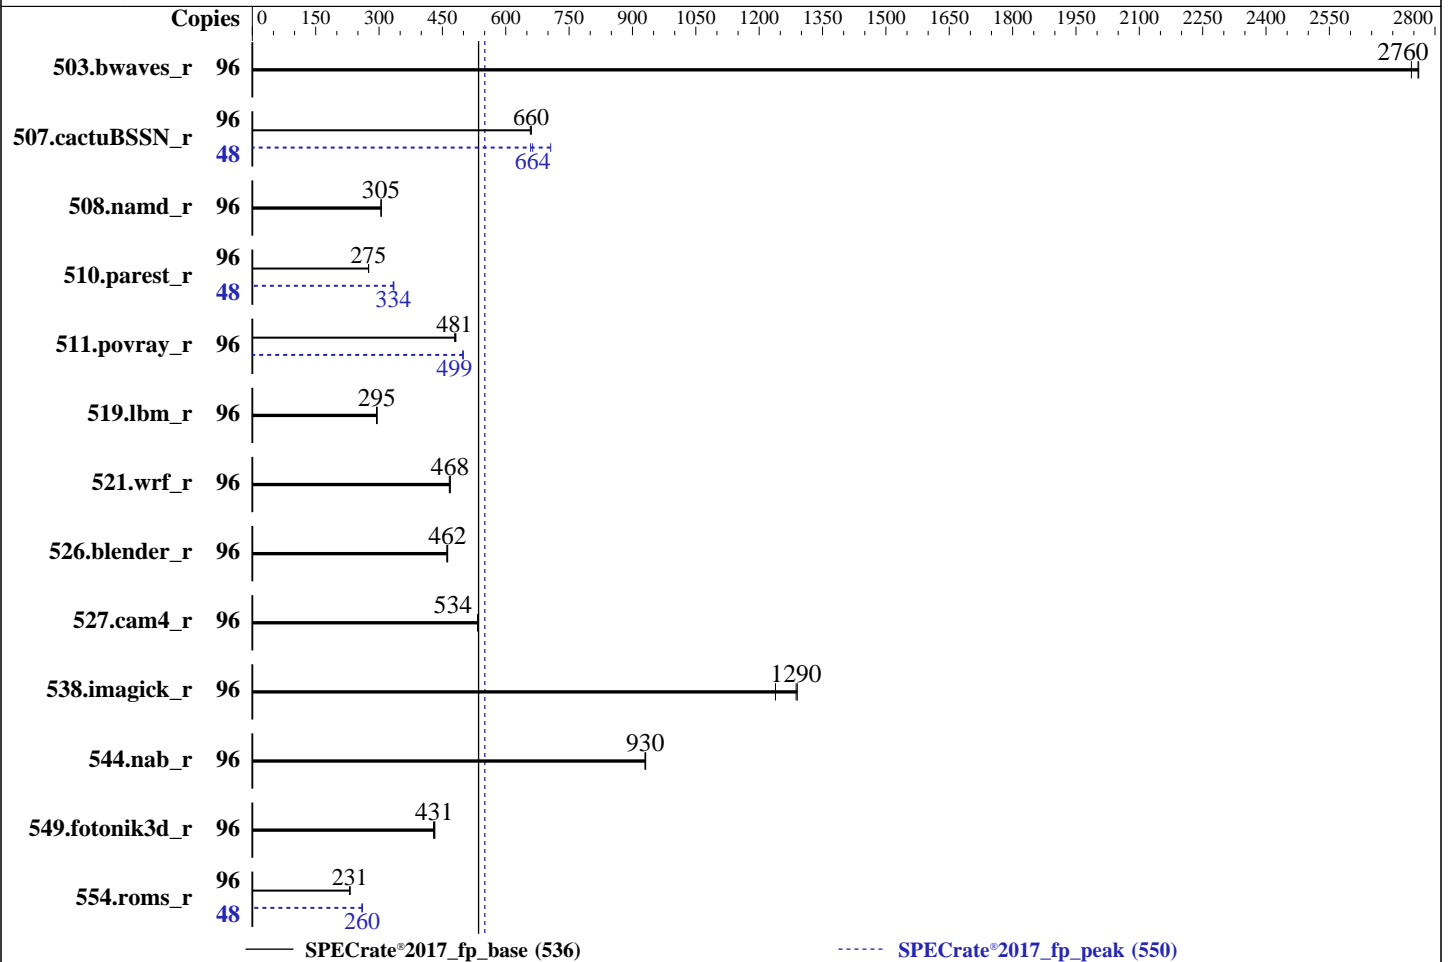 Copies 0 150 300 450 600 750 900 1050 1200 1350 1500 1650 1800 1950 2100 2250 2400 2550 2800
503.bwaves_r 96 2760
507.cactuBSSN_r 96 660
48 664
508.namd_r 96 305
510.parest_r 96 275
48 334
511.povray_r 96 481
499
519.lbm_r 96 295
521.wrf_r 96 468
526.blender_r 96 462
527.cam4_r 96 534
538.imagick_r 96 1290
544.nab_r 96 930
549.fotonik3d_r 96 431
554.roms_r 96 231
48 260
SPECrate®2017_fp_base (536) SPECrate®2017_fp_peak (550)